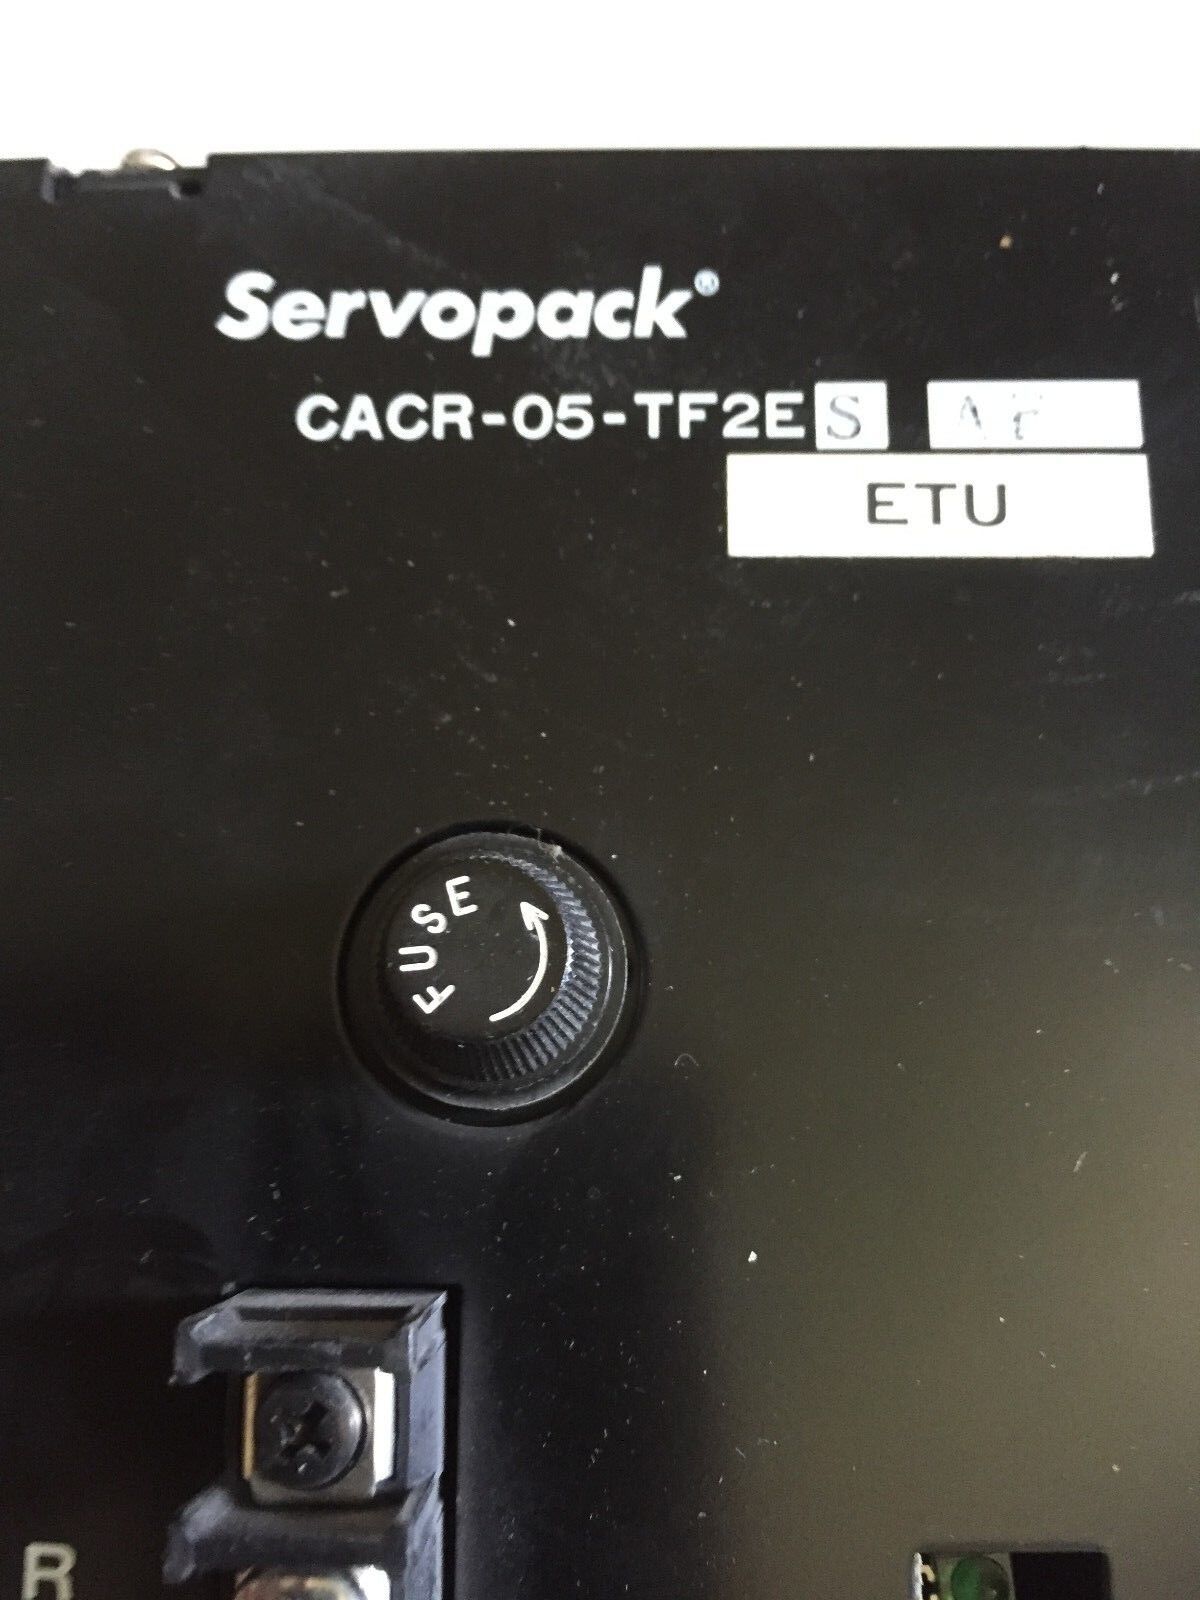 Servopack®
CACR-05-TF2ES
ETU
FUSE
R